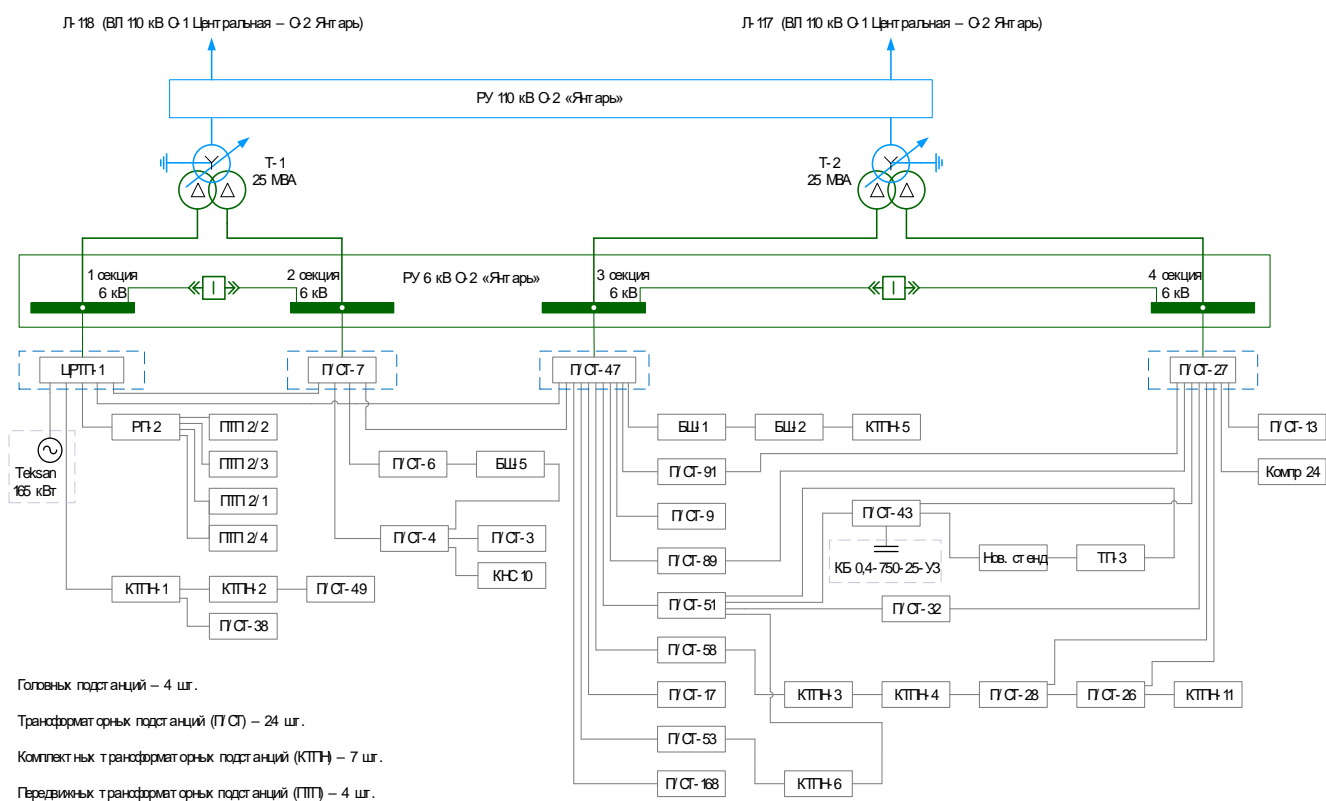 Л-118 (ВЛ 110 кВ О-1 Центральная – О-2 Янтарь)
Л-117 (ВЛ 110 кВ О-1 Центральная – О-2 Янтарь)
РУ 110 кВ О-2 «Янтарь»
Т-1
25 МВА
Т-2
25 МВА
1 секция
6 кВ
2 секция
6 кВ
РУ 6 кВ О-2 «Янтарь»
3 секция
6 кВ
4 секция
6 кВ
ЦРТП-1
П/СТ-7
П/СТ-47
П/СТ-27
РП-2
ПТП 2/2
БШ-1
БШ-2
КТПН-5
П/СТ-13
Teksan
165 кВт
ПТП 2/3
П/СТ-6
БШ-5
П/СТ-91
Компр 24
ПТП 2/1
П/СТ-9
П/СТ-43
ПТП 2/4
П/СТ-4
П/СТ-3
П/СТ-89
КБ 0,4-750-25-УЗ
Нов. стенд
ТП-3
КНС 10
КТПН-1
КТПН-2
П/СТ-49
П/СТ-51
П/СТ-32
П/СТ-38
П/СТ-58
П/СТ-17
КТПН-3
КТПН-4
П/СТ-28
П/СТ-26
КТПН-11
П/СТ-53
П/СТ-168
КТПН-6
Головных подстанций – 4 шт.
Трансформаторных подстанций (П/СТ) – 24 шт.
Комплектных трансформаторных подстанций (КТПН) – 7 шт.
Передвижных трансформаторных подстанций (ПТП) – 4 шт.